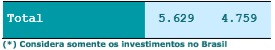 Total 5.629 4.759
(*) Considera somente os investimentos no Brasil